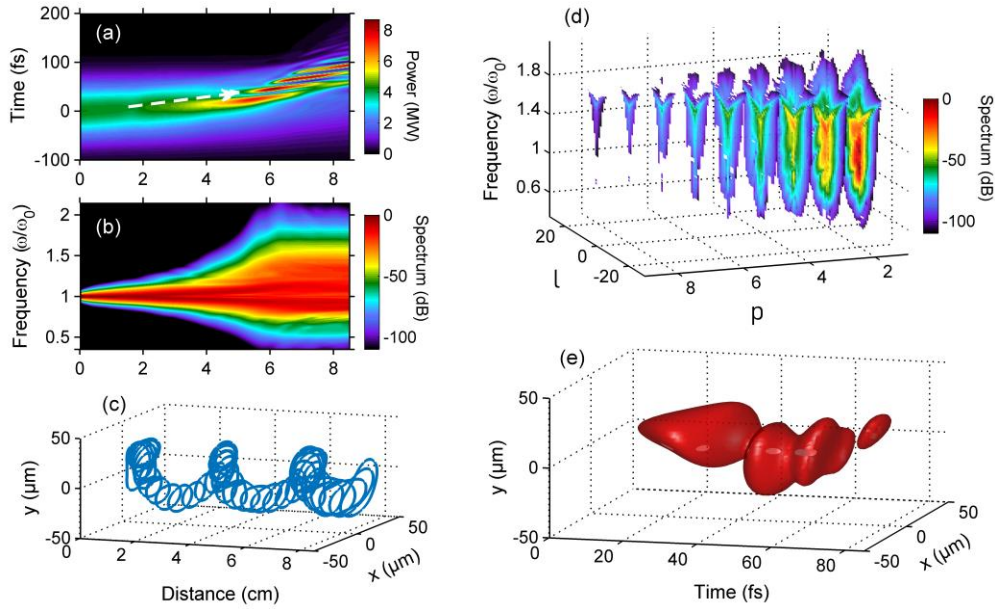 (a)
Time (fs)
200
100
0
-100
0 2 4 6 8
Power (MW)
8
6
4
2
0
(b)
Frequency (ω/ω0)
2
1.5
1
0.5
0 2 4 6 8
Spectrum (dB)
0
-50
-100
(c)
y (μm)
50
0
-50
0 2 4 6 8
Distance (cm)
50
0
-50
x (μm)
(d)
Frequency (ω/ω0)
1.8
1.4
1
0.6
20
0
-20
l
8 6 4 2
p
Spectrum (dB)
0
-50
-100
(e)
y (μm)
50
0
-50
0 20 40 60 80
Time (fs)
50
0
-50
x (μm)